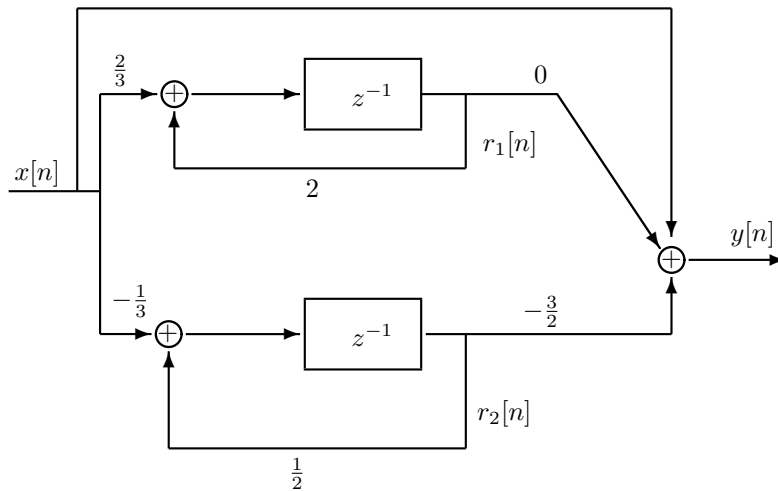 2/3
z^{-1}
0
x[n]
r_1[n]
2
y[n]
-1/3
z^{-1}
-3/2
r_2[n]
1/2